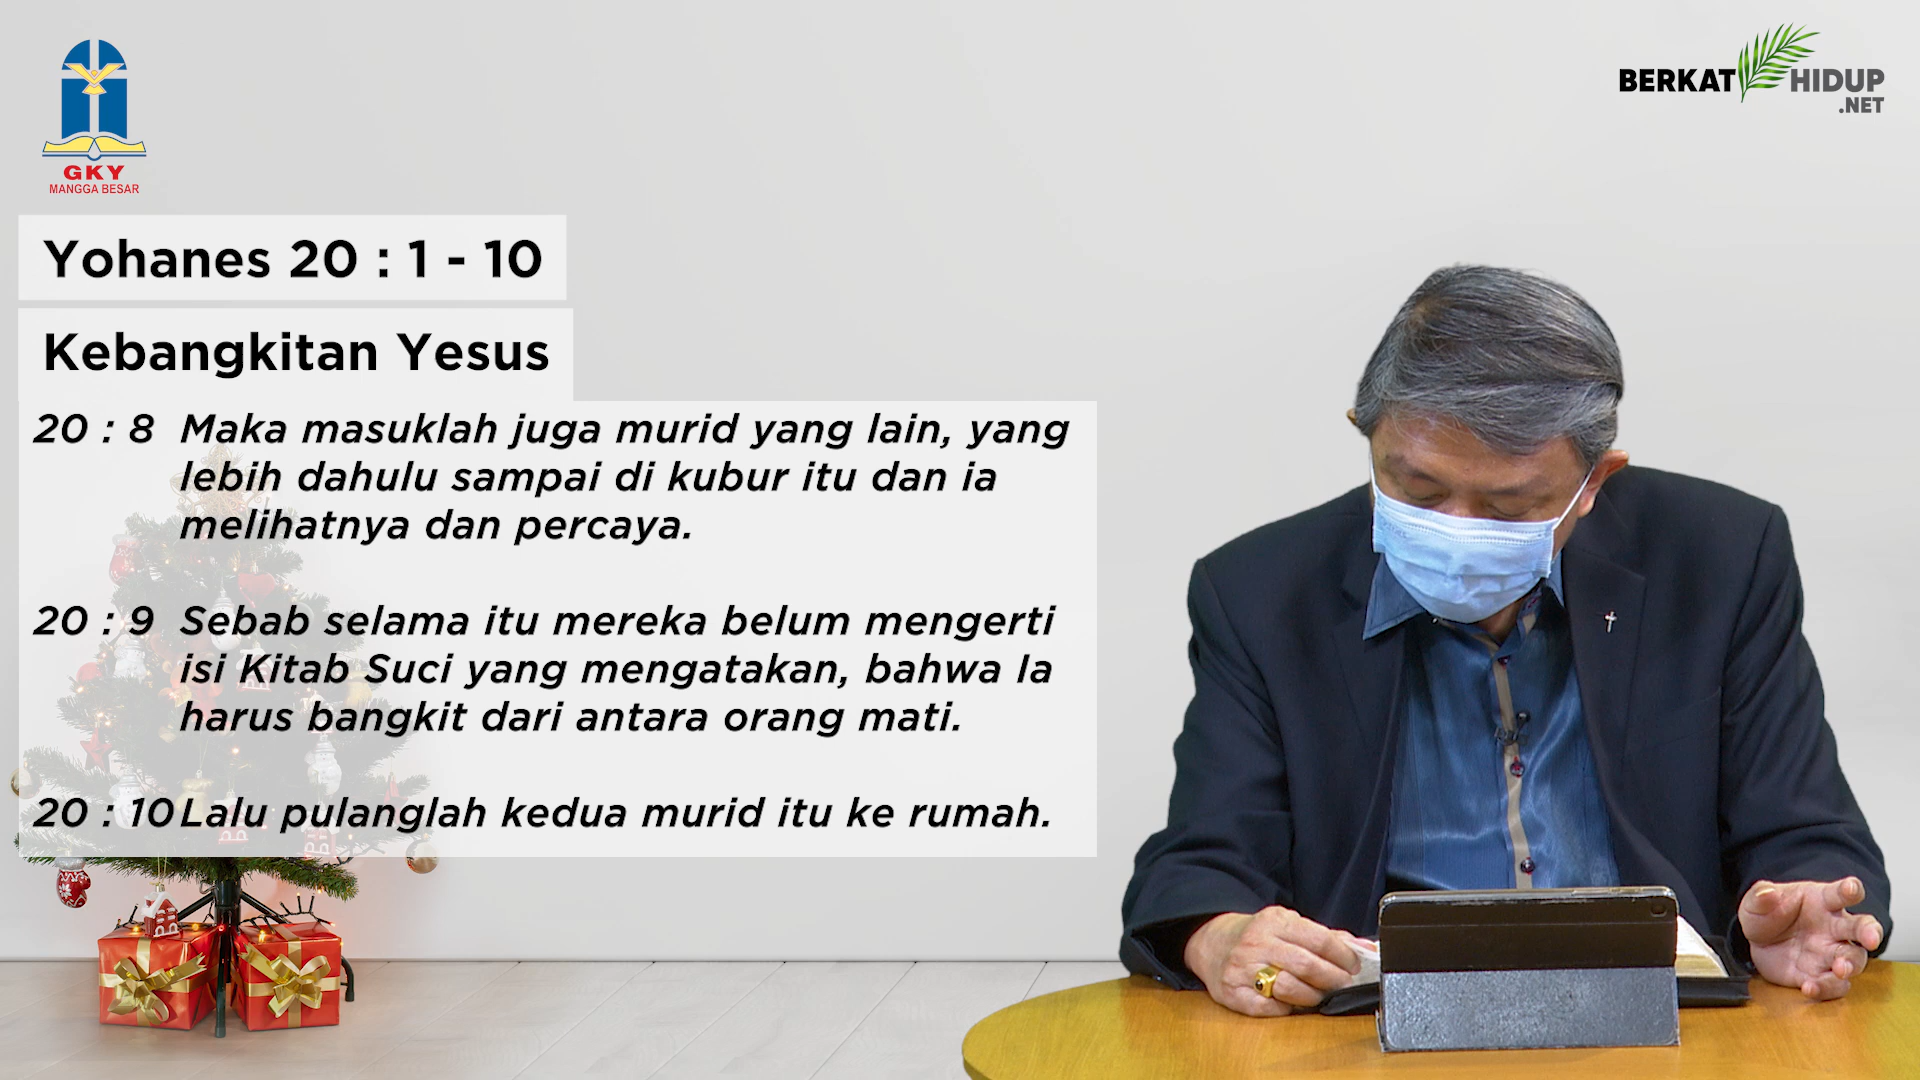 GKY
MANGGA BESAR
BERKAT HIDUP
.NET
Yohanes 20 : 1 - 10
Kebangkitan Yesus
20 : 8 Maka masuklah juga murid yang lain, yang
lebih dahulu sampai di kubur itu dan ia
melihatnya dan percaya.
20 : 9 Sebab selama itu mereka belum mengerti
isi Kitab Suci yang mengatakan, bahwa Ia
harus bangkit dari antara orang mati.
20 : 10 Lalu pulanglah kedua murid itu ke rumah.